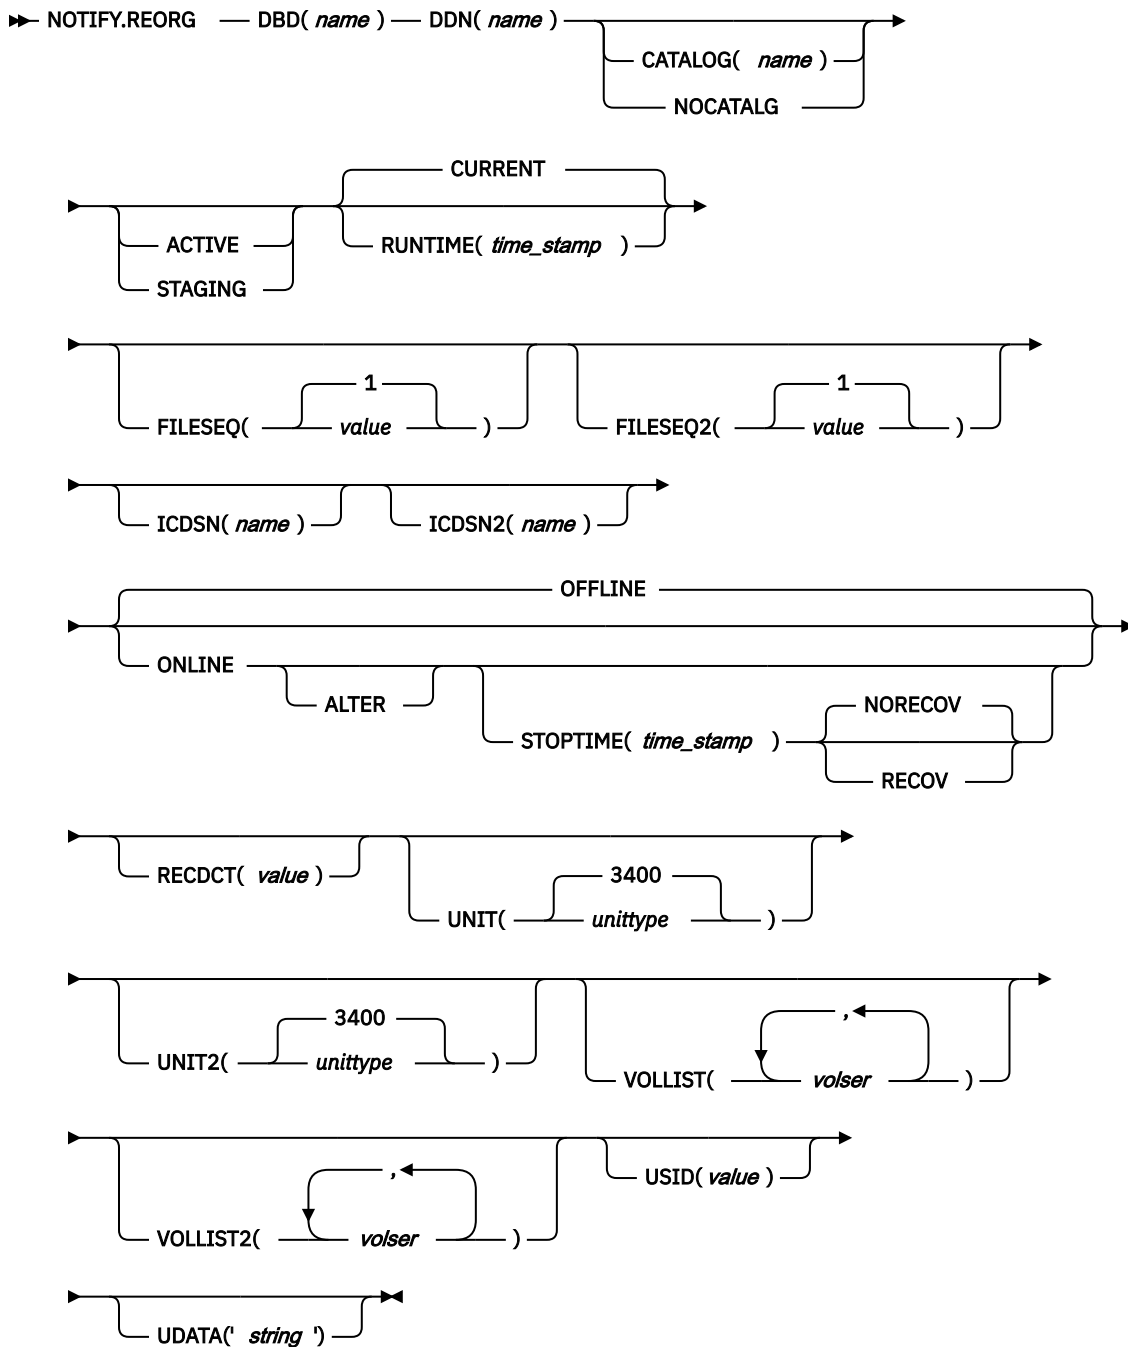 NOTIFY.REORG DBD( name ) DDN( name )
CATALOG( name )
NOCATALG
CURRENT
ACTIVE RUNTIME( time_stamp )
STAGING
1 1
FILESEQ( value ) FILESEQ2( value )
ICDSN( name ) ICDSN2( name )
OFFLINE
ONLINE
ALTER NORECOV
STOPTIME( time_stamp )
RECOV
RECDCT( value ) 3400
UNIT( unittype )
3400 ,
UNIT2( unittype )
VOLLIST( volser )
, USID( value )
VOLLIST2( volser )
UDATA(' string ')